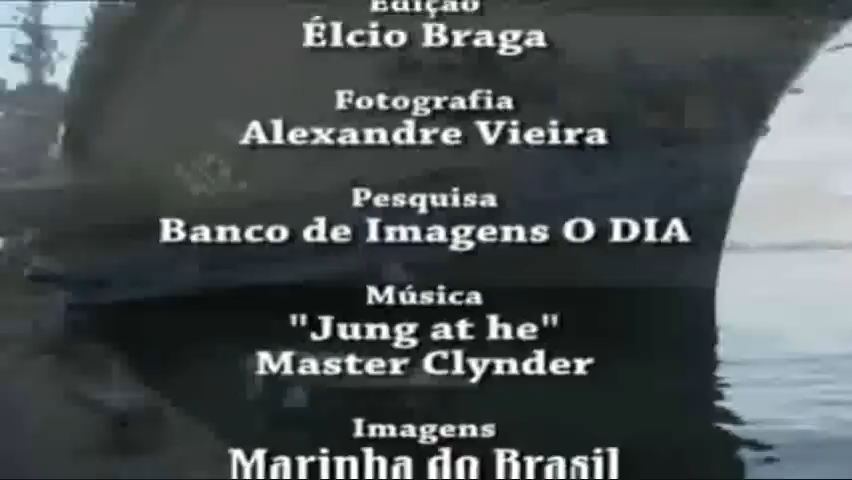 Edição
Élcio Braga
Fotografia
Alexandre Vieira
Pesquisa
Banco de Imagens O DIA
Música
"Jung at he"
Master Clynder
Imagens
Marinha do Brasil